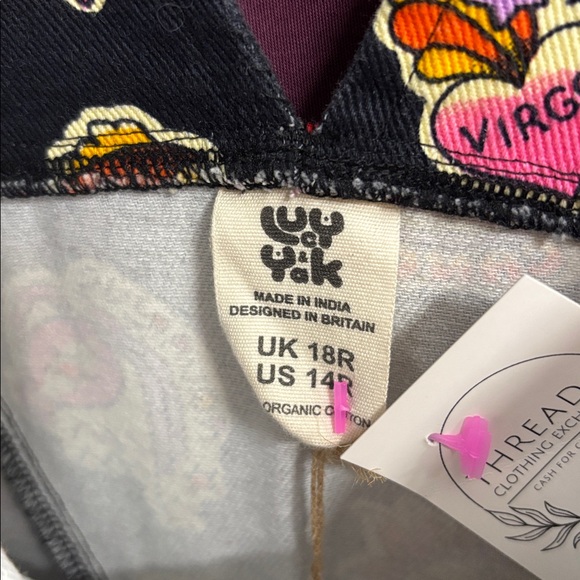 VIRGO
LUCY
&
YAK
MADE IN INDIA
DESIGNED IN BRITAIN
UK 18R
US 14R
ORGANIC COTTON
THREAD
CLOTHING EXC
CASH FOR